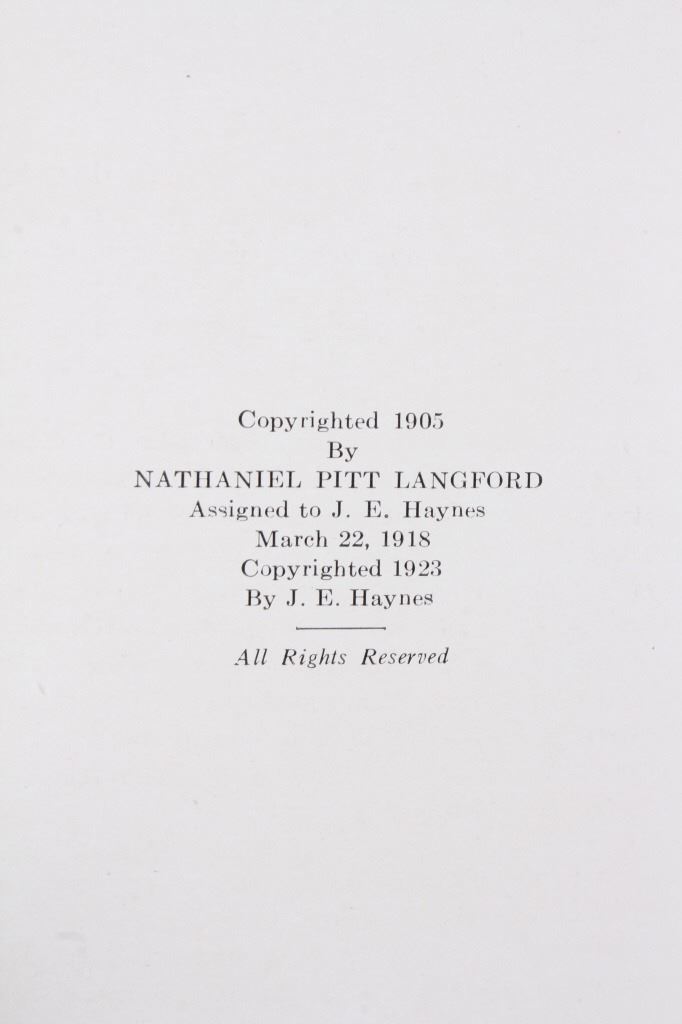 Copyrighted 1905
By
NATHANIEL PITT LANGFORD
Assigned to J. E. Haynes
March 22, 1918
Copyrighted 1923
By J. E. Haynes
All Rights Reserved